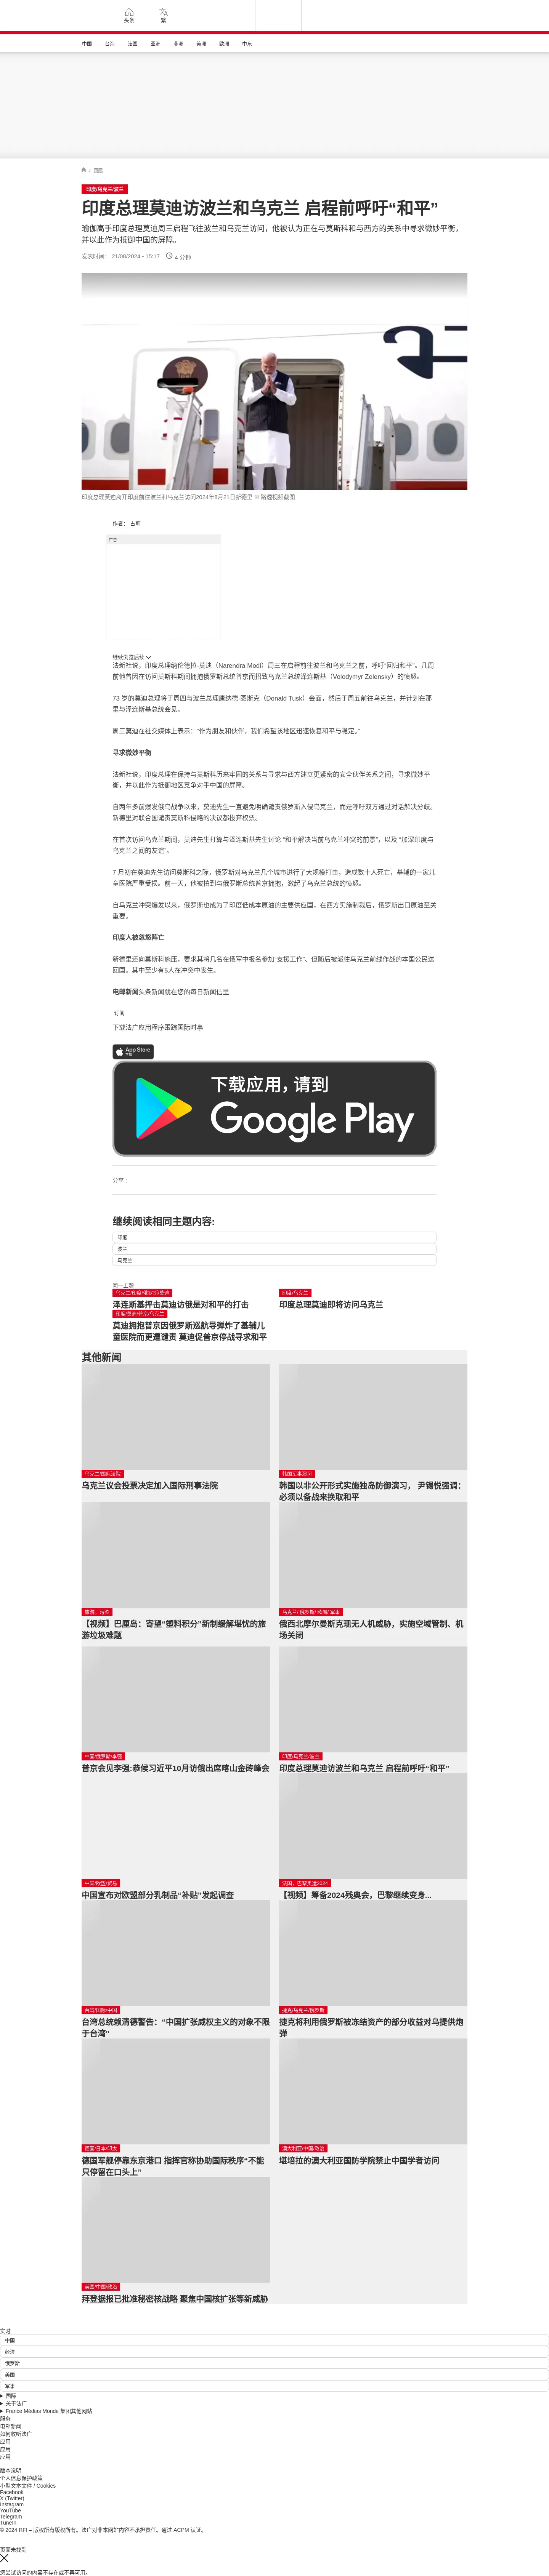 头条
繁
中国 台海 法国 亚洲 非洲 美洲 欧洲 中东
/ 国际
印度/乌克兰/波兰
印度总理莫迪访波兰和乌克兰 启程前呼吁“和平”
瑜伽高手印度总理莫迪周三启程飞往波兰和乌克兰访问，他被认为正在与莫斯科和与西方的关系中寻求微妙平衡，
并以此作为抵御中国的屏障。
发表时间： 21/08/2024 - 15:17 4 分钟
印度总理莫迪离开印度前往波兰和乌克兰访问2024年8月21日新德里 © 路透视频截图
作者： 古莉
广告
继续浏览后续
法新社说，印度总理纳伦德拉-莫迪（Narendra Modi）周三在启程前往波兰和乌克兰之前，呼吁“回归和平”。几周
前他曾因在访问莫斯科期间拥抱俄罗斯总统普京而招致乌克兰总统泽连斯基（Volodymyr Zelensky）的愤怒。
73 岁的莫迪总理将于周四与波兰总理唐纳德-图斯克（Donald Tusk）会面，然后于周五前往乌克兰，并计划在那
里与泽连斯基总统会见。
周三莫迪在社交媒体上表示：“作为朋友和伙伴，我们希望该地区迅速恢复和平与稳定。”
寻求微妙平衡
法新社说，印度总理在保持与莫斯科历来牢固的关系与寻求与西方建立更紧密的安全伙伴关系之间，寻求微妙平
衡，并以此作为抵御地区竞争对手中国的屏障。
自两年多前爆发俄乌战争以来，莫迪先生一直避免明确谴责俄罗斯入侵乌克兰，而是呼吁双方通过对话解决分歧。
新德里对联合国谴责莫斯科侵略的决议都投弃权票。
在首次访问乌克兰期间，莫迪先生打算与泽连斯基先生讨论 “和平解决当前乌克兰冲突的前景”，以及 “加深印度与
乌克兰之间的友谊”。
7 月初在莫迪先生访问莫斯科之际，俄罗斯对乌克兰几个城市进行了大规模打击，造成数十人死亡，基辅的一家儿
童医院严重受损。前一天，他被拍到与俄罗斯总统普京拥抱，激起了乌克兰总统的愤怒。
自乌克兰冲突爆发以来，俄罗斯也成为了印度低成本原油的主要供应国，在西方实施制裁后，俄罗斯出口原油至关
重要。
印度人被忽悠阵亡
新德里还向莫斯科施压，要求其将几名在俄军中报名参加“支援工作”、但随后被派往乌克兰前线作战的本国公民送
回国。其中至少有5人在冲突中丧生。
电邮新闻头条新闻就在您的每日新闻信里
订阅
下载法广应用程序跟踪国际时事
App Store
下载应用，请到
Google Play
分享 :
继续阅读相同主题内容:
印度
波兰
乌克兰
同一主题
乌克兰/印度/俄罗斯/莫迪
泽连斯基抨击莫迪访俄是对和平的打击
印度/乌克兰
印度总理莫迪即将访问乌克兰
印度/莫迪/普京/乌克兰
莫迪拥抱普京因俄罗斯巡航导弹炸了基辅儿
童医院而更遭谴责 莫迪促普京停战寻求和平
其他新闻
乌克兰/国际法院
乌克兰议会投票决定加入国际刑事法院
韩国军事演习
韩国以非公开形式实施独岛防御演习， 尹锡悦强调：
必须以备战来换取和平
旅游，污染
【视频】巴厘岛：寄望“塑料积分”新制缓解堪忧的旅
游垃圾难题
乌克兰/ 俄罗斯/ 欧洲/ 军事
俄西北摩尔曼斯克现无人机威胁，实施空域管制、机
场关闭
中国/俄罗斯/李强
普京会见李强:恭候习近平10月访俄出席喀山金砖峰会
印度/乌克兰/波兰
印度总理莫迪访波兰和乌克兰 启程前呼吁“和平”
中国/欧盟/贸易
中国宣布对欧盟部分乳制品“补贴”发起调查
法国，巴黎奥运2024
【视频】筹备2024残奥会，巴黎继续变身...
台湾/国际/中国
台湾总统赖清德警告：“中国扩张威权主义的对象不限
于台湾”
捷克/乌克兰/俄罗斯
捷克将利用俄罗斯被冻结资产的部分收益对乌提供炮
弹
德国/日本/印太
德国军舰停靠东京港口 指挥官称协助国际秩序“不能
只停留在口头上”
澳大利亚/中国/政治
堪培拉的澳大利亚国防学院禁止中国学者访问
美国/中国/政治
拜登据报已批准秘密核战略 聚焦中国核扩张等新威胁
实时
中国
经济
俄罗斯
美国
军事
国际
关于法广
France Médias Monde 集团其他网站
服务
电邮新闻
如何收听法广
应用
应用
应用
版本说明
个人信息保护政策
小型文本文件 / Cookies
Facebook
X (Twitter)
Instagram
YouTube
Telegram
TuneIn
© 2024 RFI – 版权所有版权所有。法广对非本网站内容不承担责任。通过 ACPM 认证。
页面未找到
您尝试访问的内容不存在或不再可用。